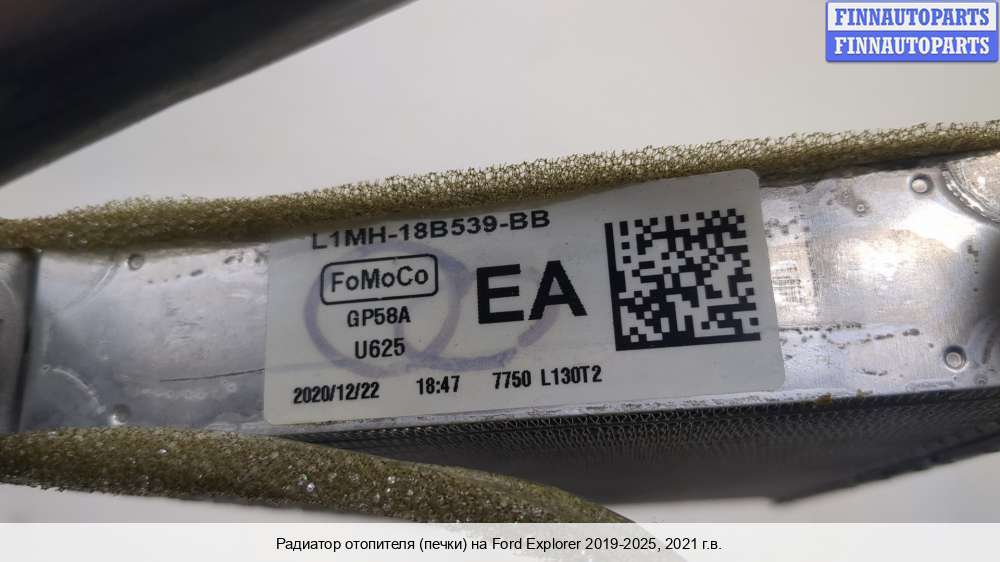 FINNAUTOPARTS
FINNAUTOPARTS
L1MH-18B539-BB
FoMoCo
EA
GP58A
U625
2020/12/22 18:47 7750 L130T2
Радиатор отопителя (печки) на Ford Explorer 2019-2025, 2021 г.в.